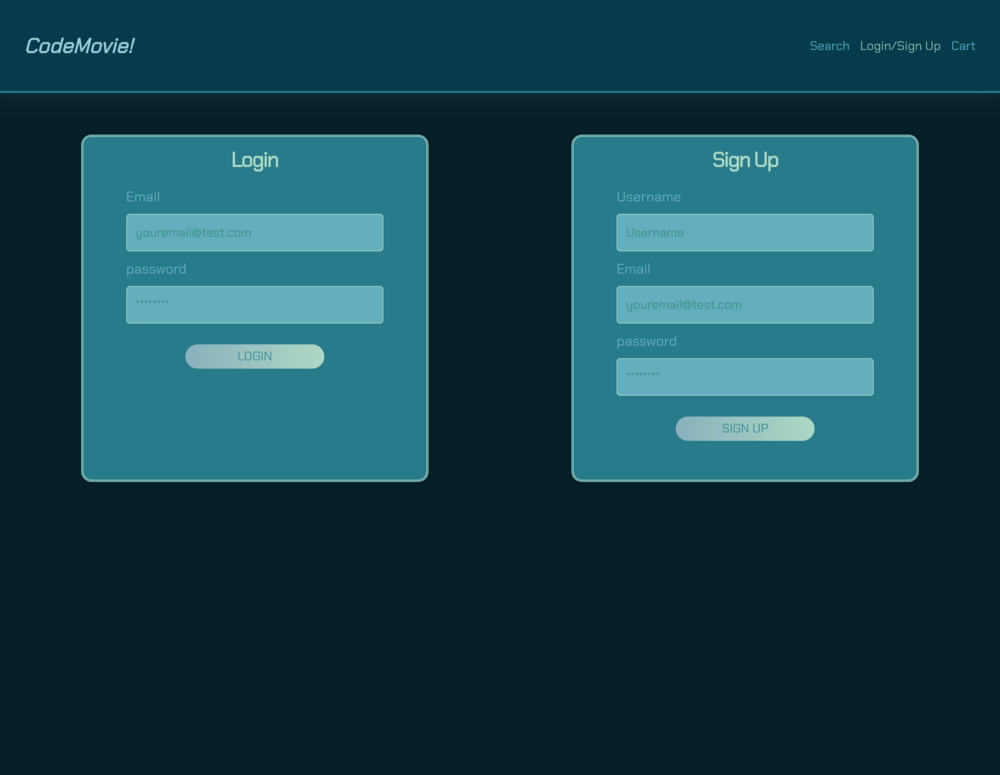 CodeMovie!
Search Login/Sign Up Cart
Login
Email
youremail@test.com
password
********
LOGIN
Sign Up
Username
Username
Email
youremail@test.com
password
********
SIGN UP